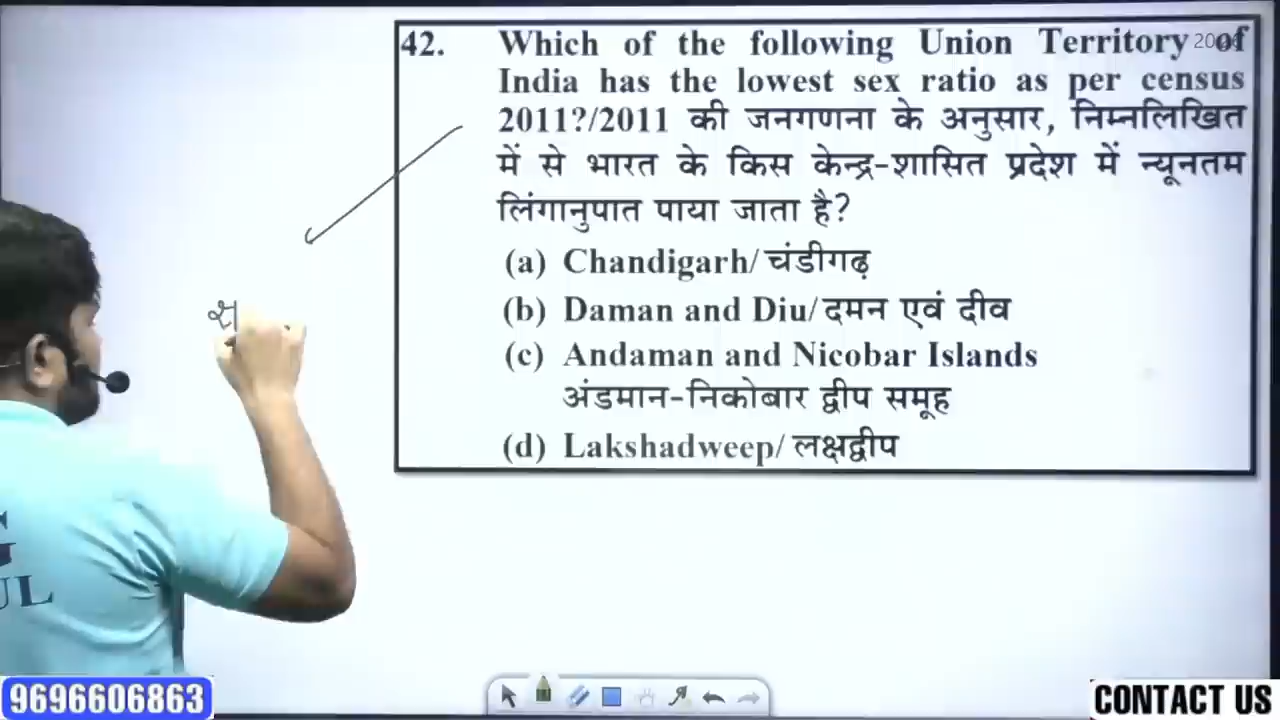 42. Which of the following Union Territory of
India has the lowest sex ratio as per census
2011?/2011 की जनगणना के अनुसार, निम्नलिखित
में से भारत के किस केन्द्र-शासित प्रदेश में न्यूनतम
लिंगानुपात पाया जाता है?
(a) Chandigarh/चंडीगढ़
(b) Daman and Diu/दमन एवं दीव
(c) Andaman and Nicobar Islands
अंडमान-निकोबार द्वीप समूह
(d) Lakshadweep/लक्षद्वीप
UL
9696606863
CONTACT US